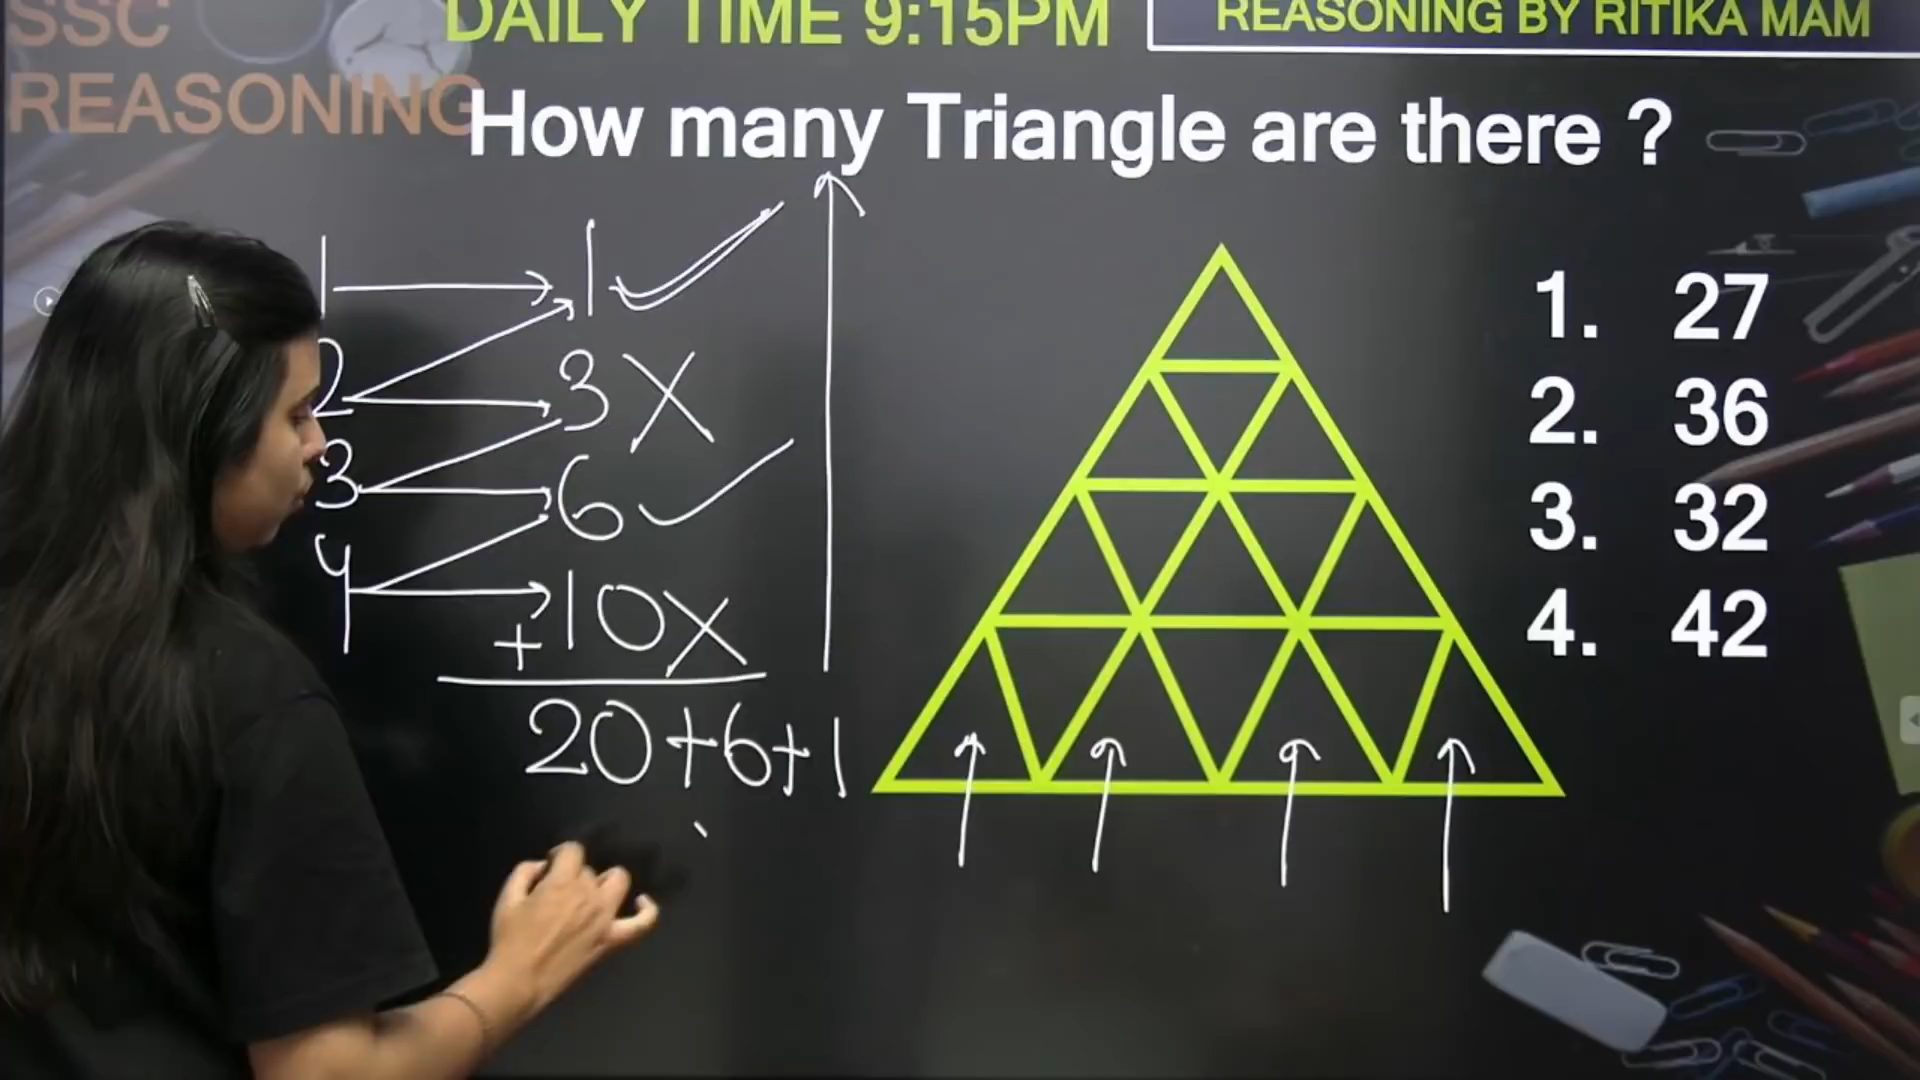 SSC
REASONING
DAILY TIME 9:15PM
REASONING BY RITIKA MAM
How many Triangle are there ?
1 1
2 3 X
3 6
4 + 10 X
20+6+1
1. 27
2. 36
3. 32
4. 42